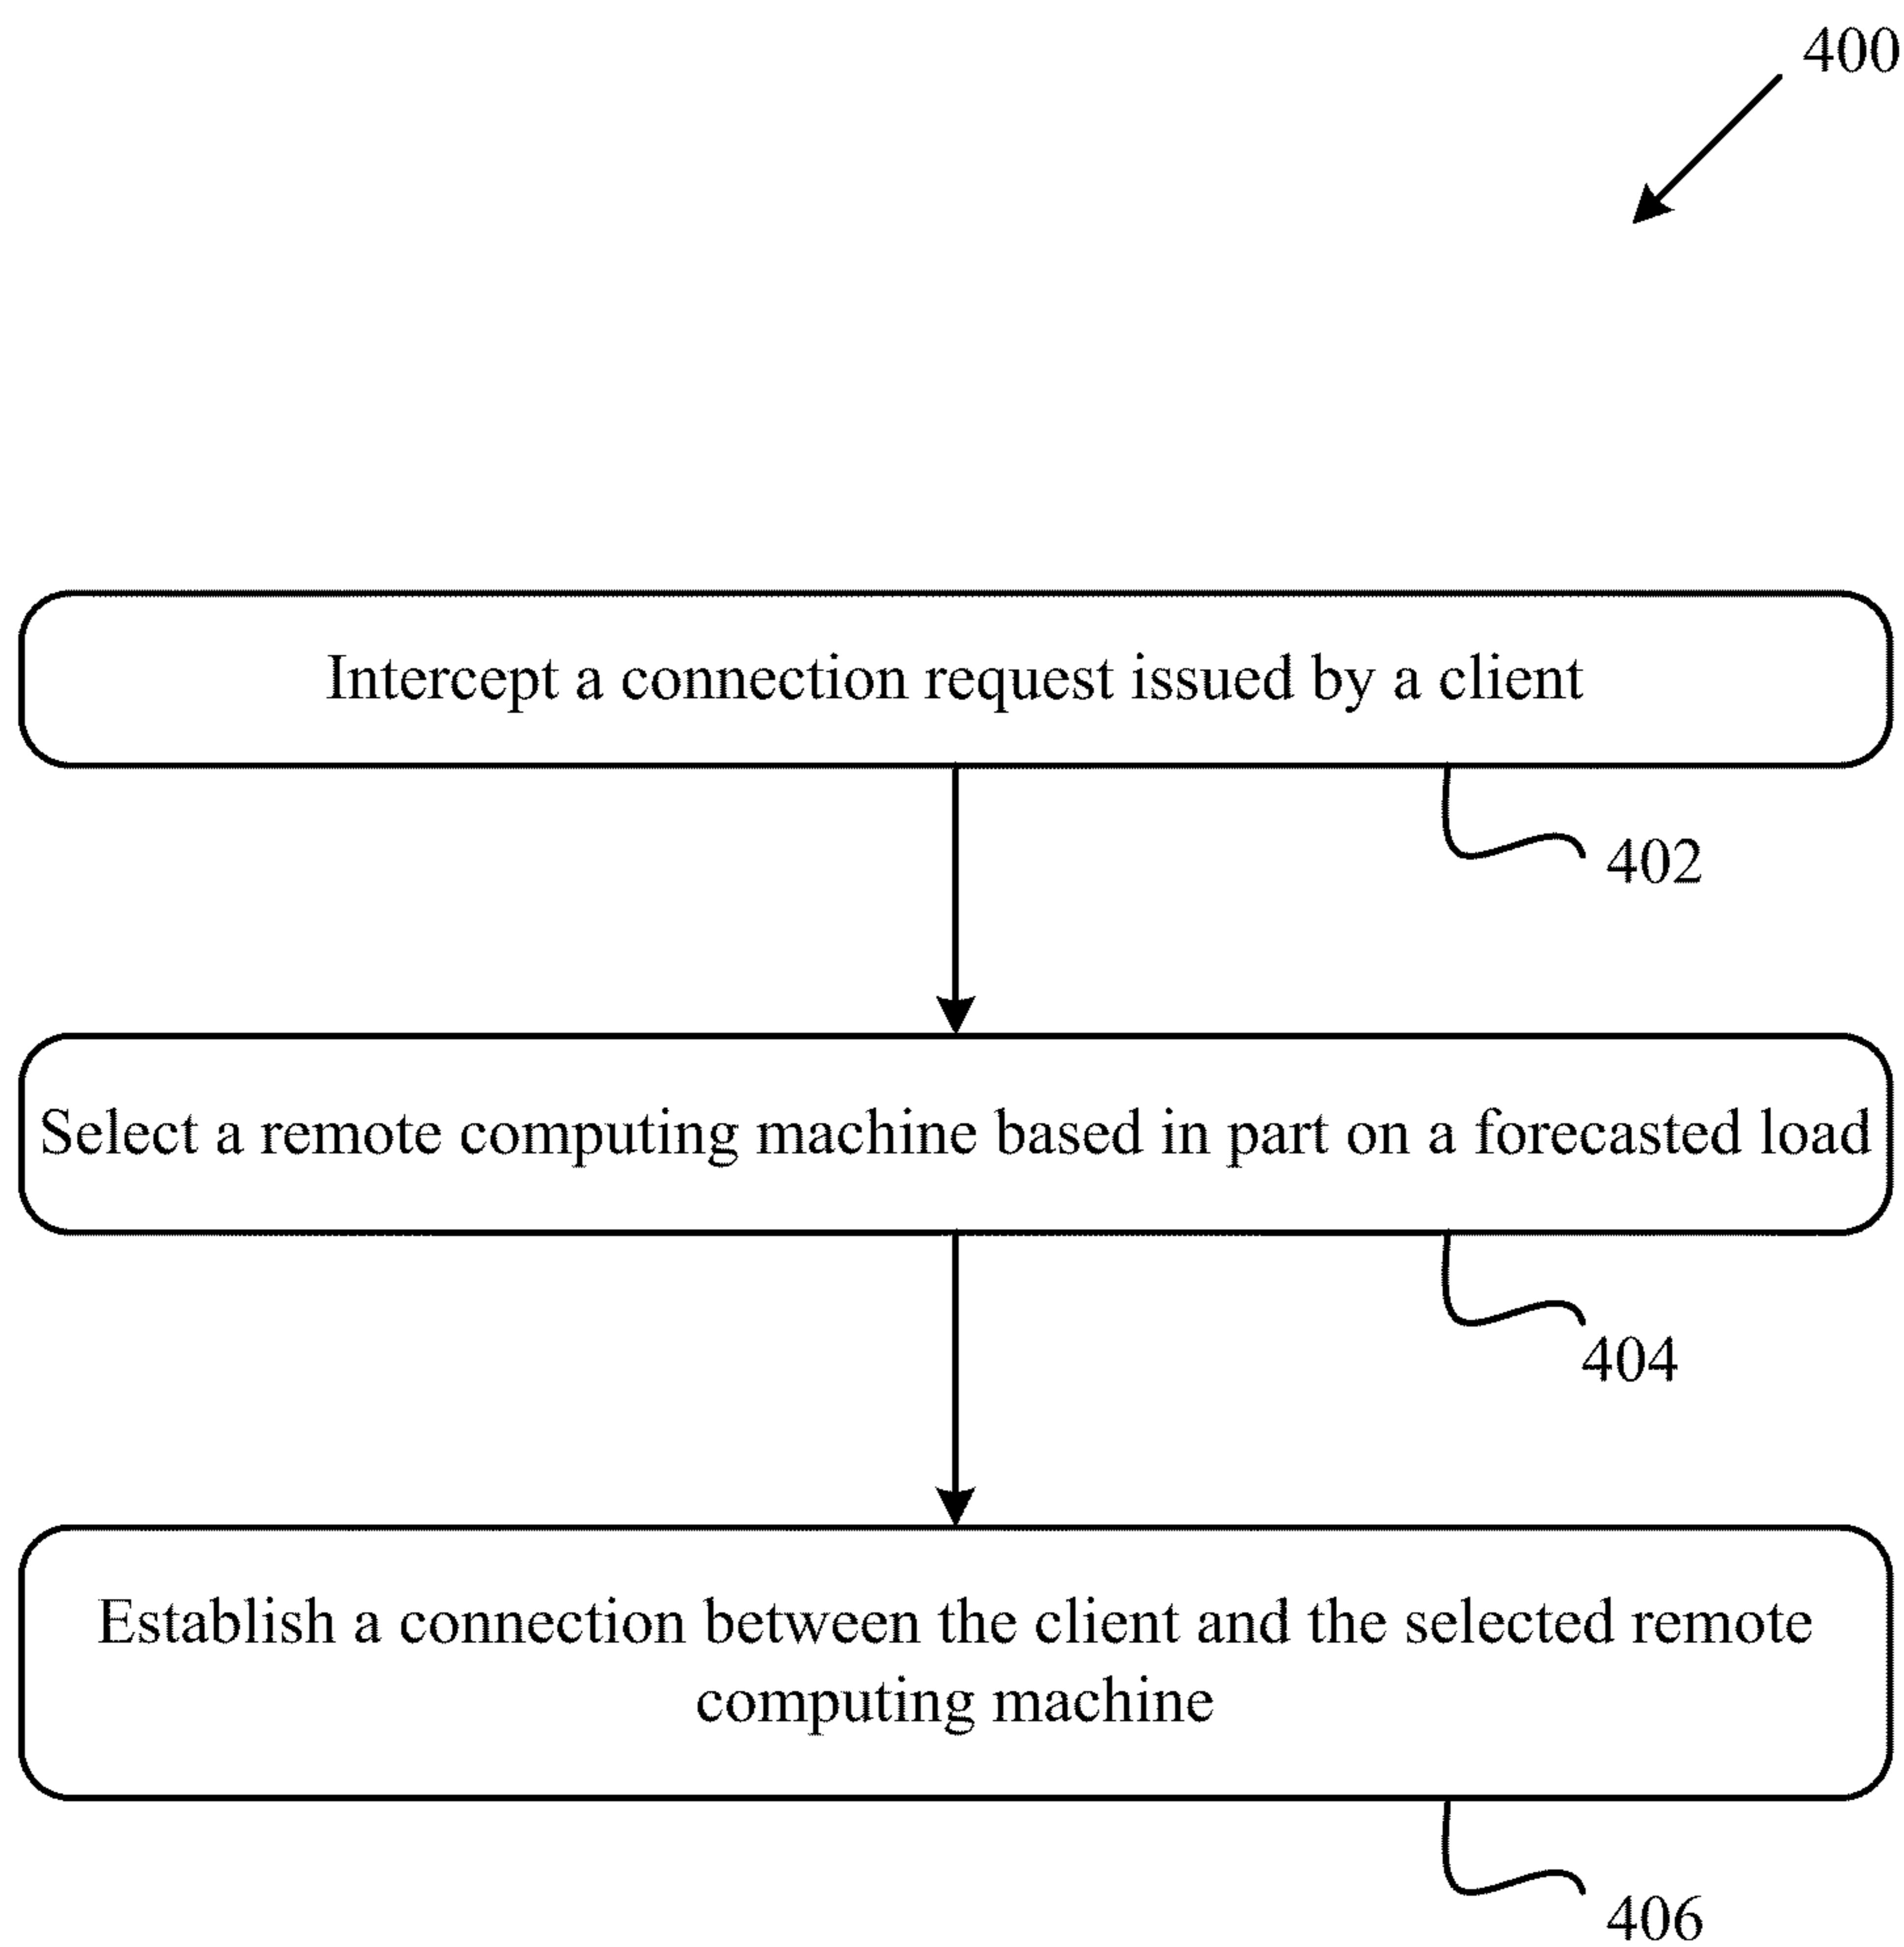 400
Intercept a connection request issued by a client
402
Select a remote computing machine based in part on a forecasted load
404
Establish a connection between the client and the selected remote
computing machine
406